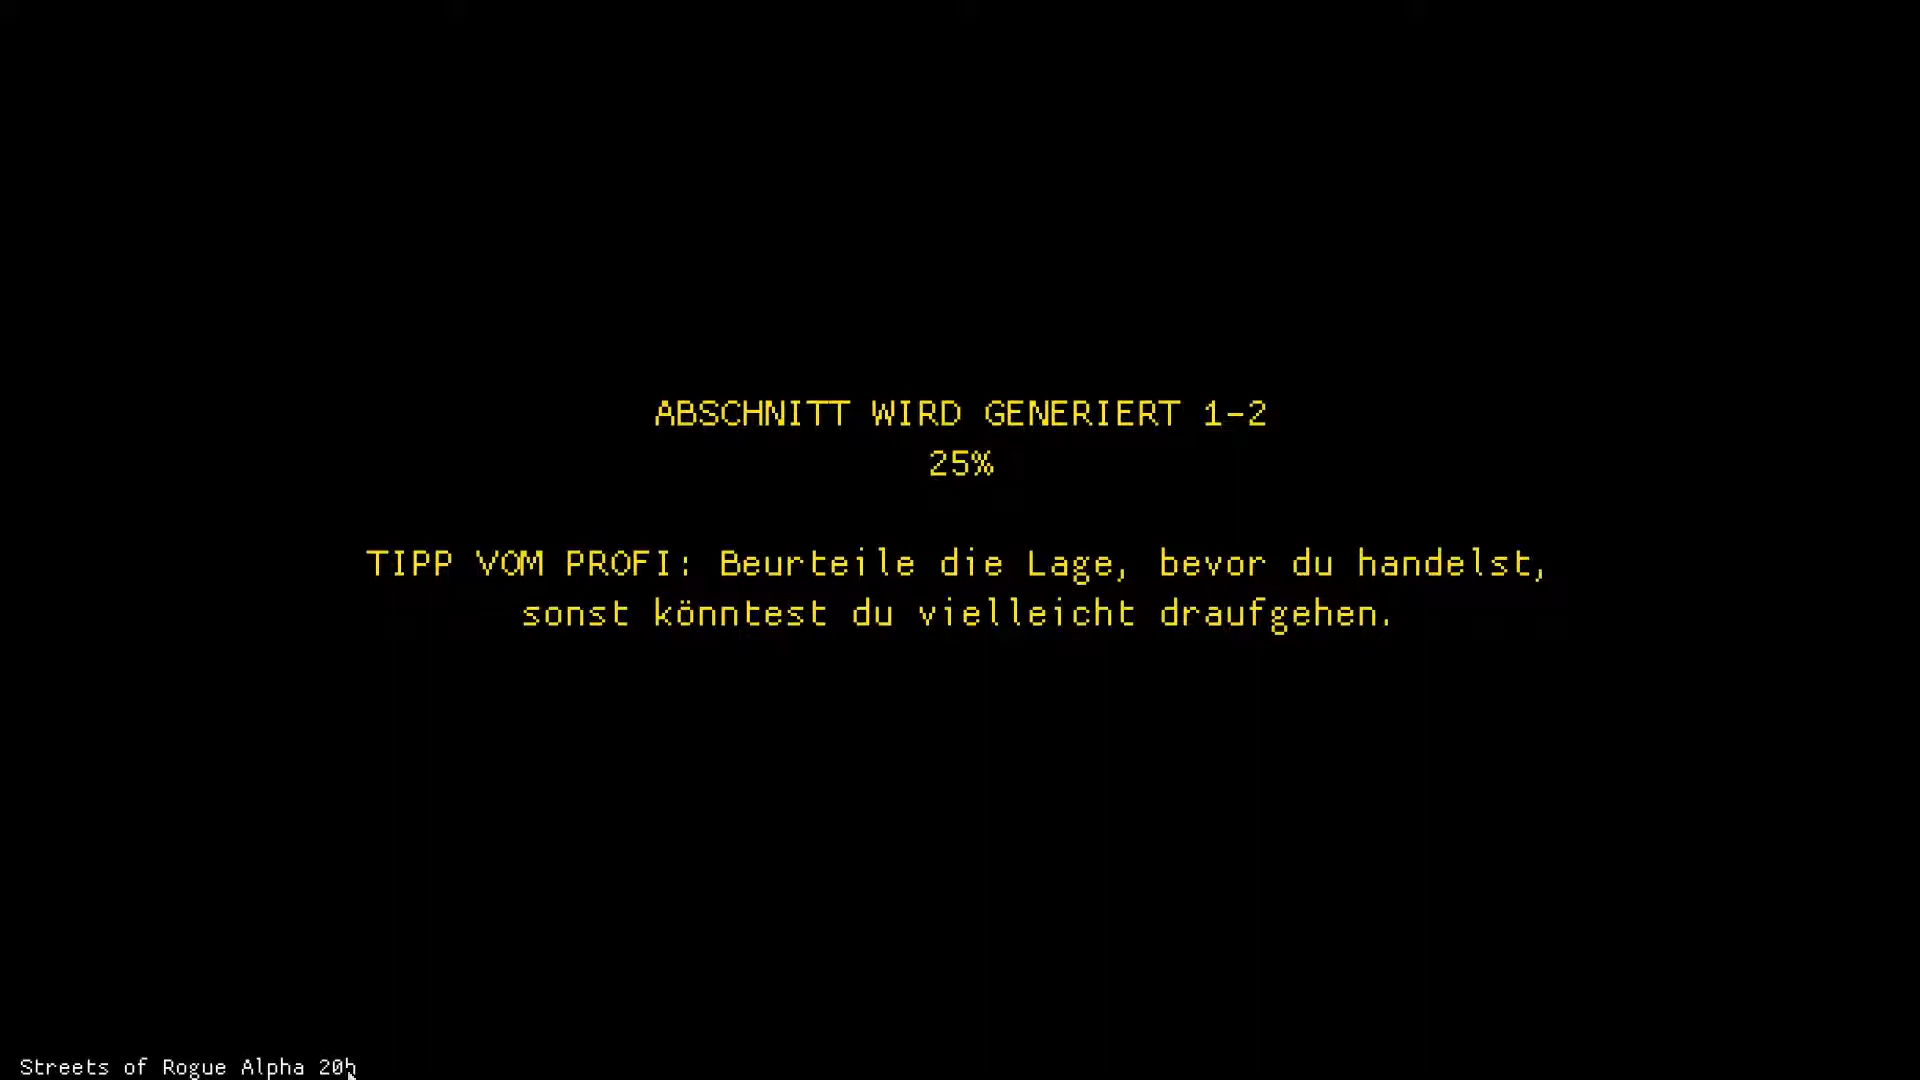 ABSCHNITT WIRD GENERIERT 1-2
25%
TIPP VOM PROFI: Beurteile die Lage, bevor du handelst,
sonst könntest du vielleicht draufgehen.
Streets of Rogue Alpha 20h